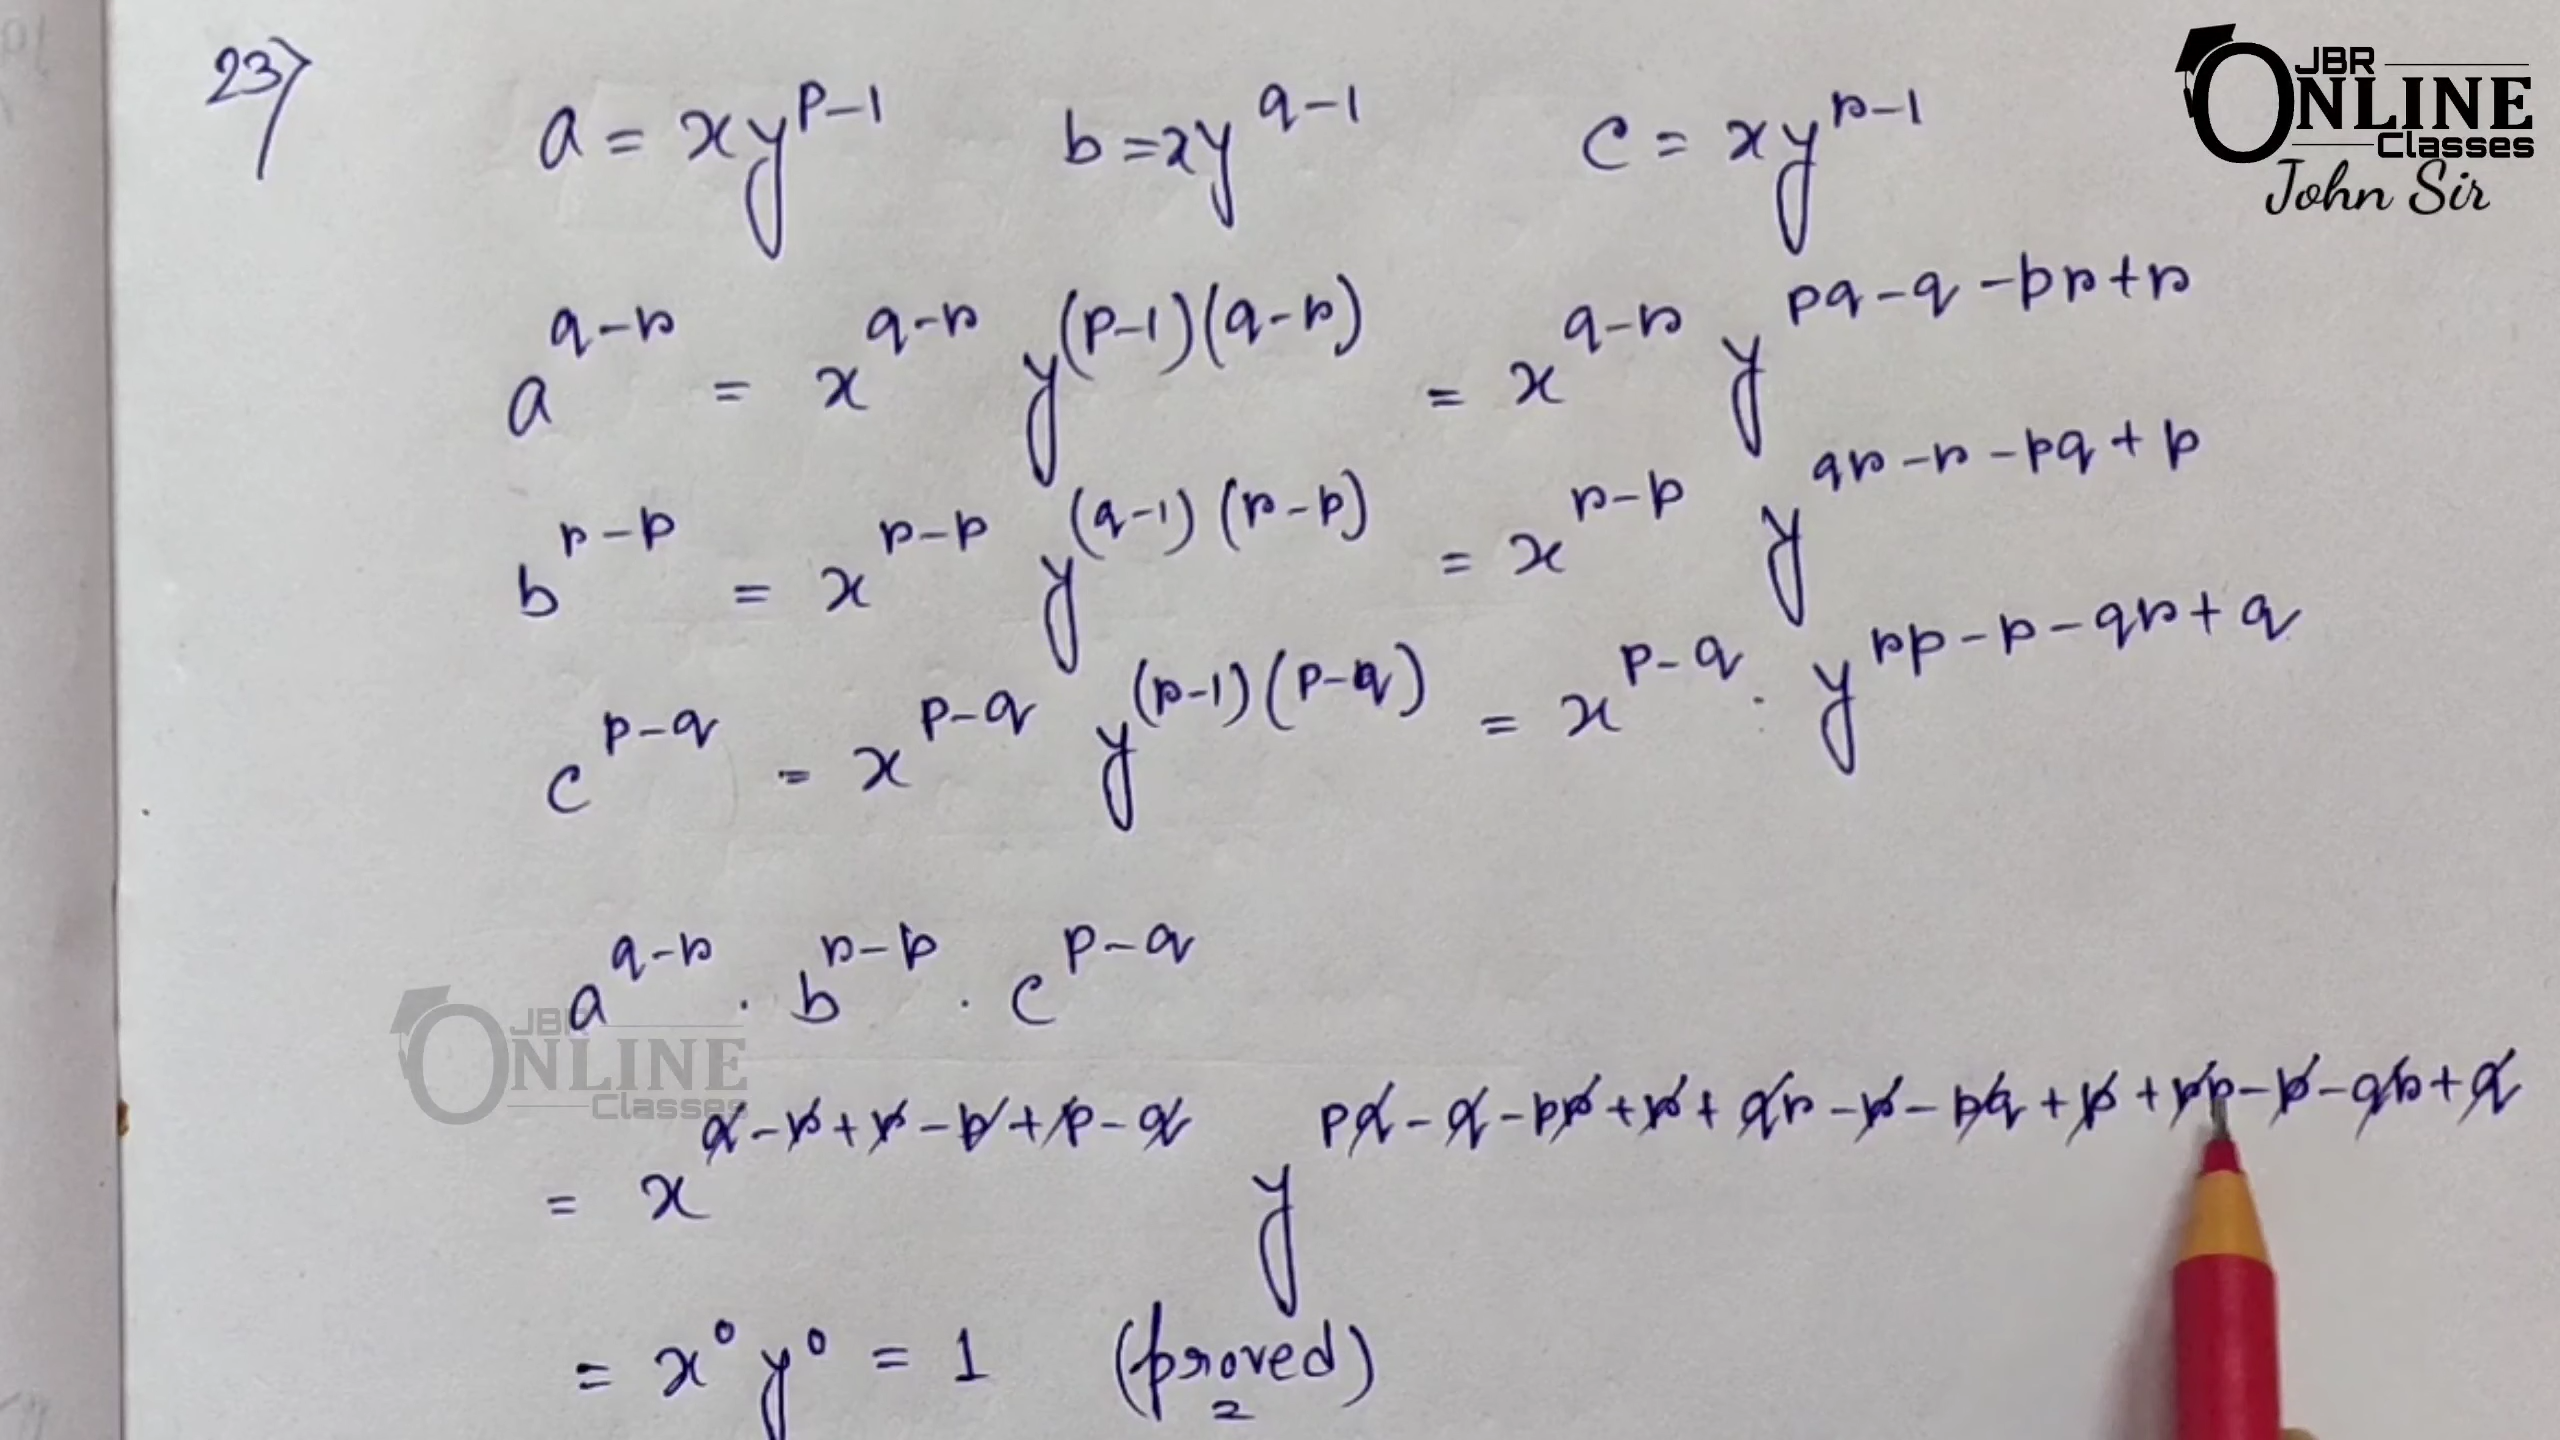 JBR
ONLINE
Classes
John Sir
23) a = xy^{p-1} b = xy^{q-1} c = xy^{r-1}
a^{q-r} = x^{q-r} y^{(p-1)(q-r)} = x^{q-r} y^{pq-q-pr+r}
b^{r-p} = x^{r-p} y^{(q-1)(r-p)} = x^{r-p} y^{qr-r-pq+p}
c^{p-q} = x^{p-q} y^{(r-1)(p-q)} = x^{p-q} . y^{rp-p-qr+q}
a^{q-r} . b^{r-p} . c^{p-q}
JBR
ONLINE
Classes
= x^{q-r+r-p+p-q} y^{pq-q-pr+r+qr-r-pq+p+rp-p-qr+q}
= x^0 y^0 = 1 (proved)